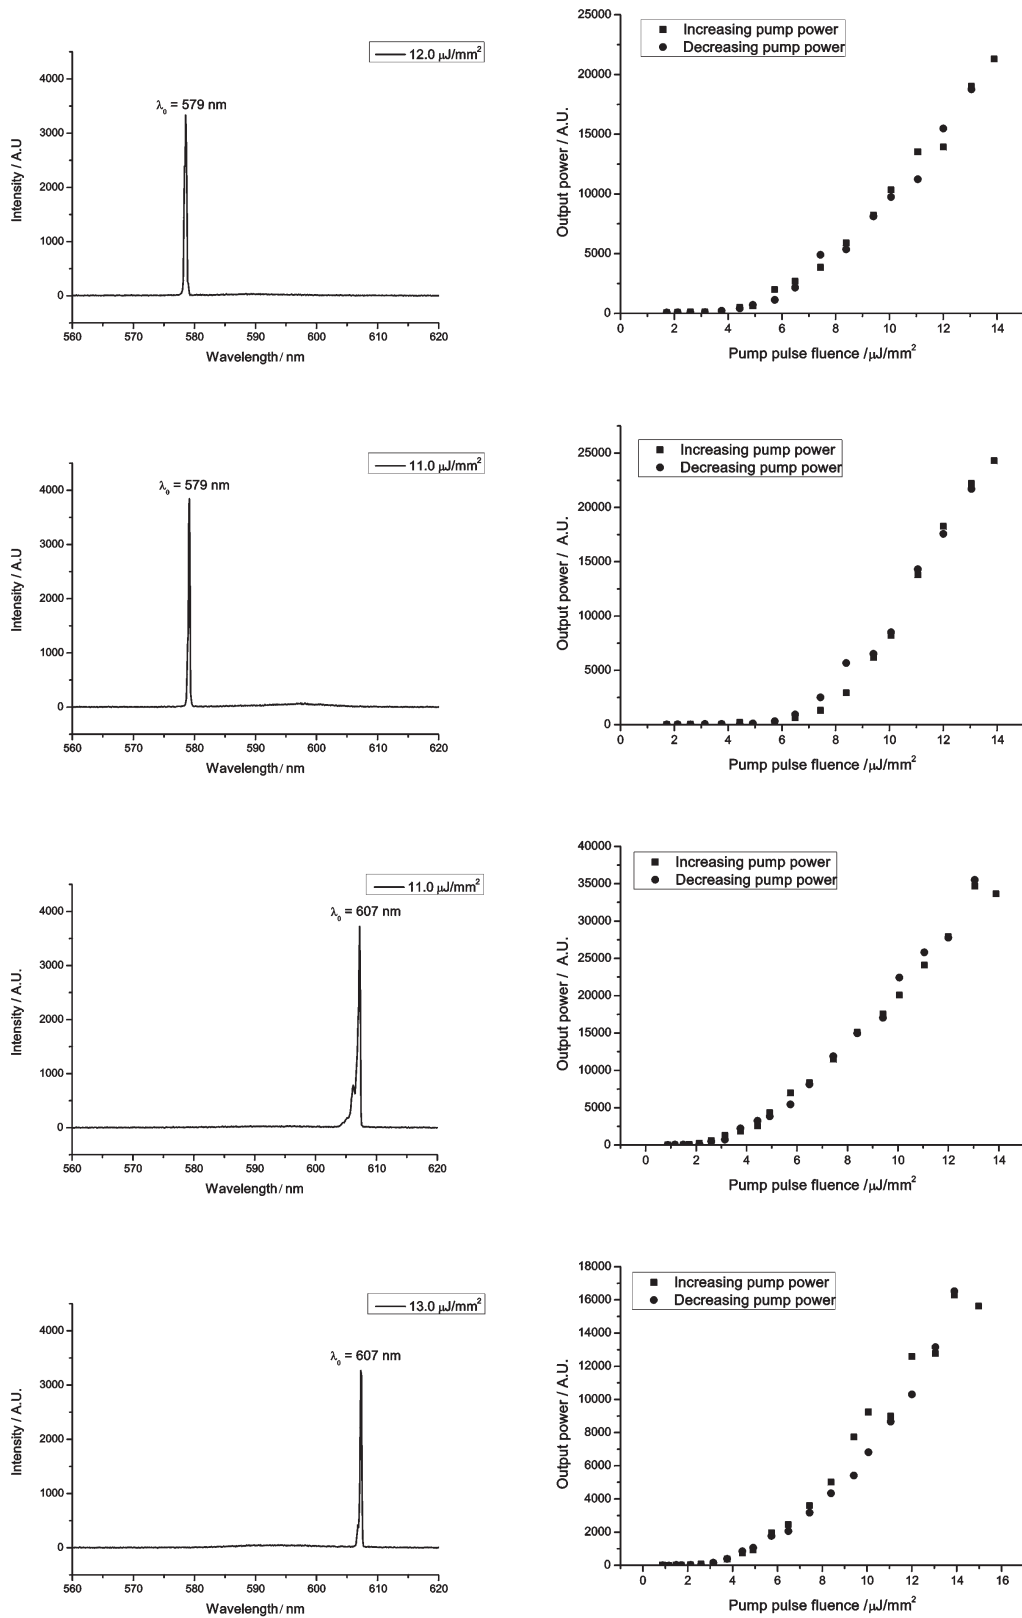 12.0 μJ/mm²
λ₀ = 579 nm
Intensity / A.U
4000
3000
2000
1000
0
560 570 580 590 600 610 620
Wavelength / nm
Increasing pump power
Decreasing pump power
Output power / A.U.
25000
20000
15000
10000
5000
0
0 2 4 6 8 10 12 14
Pump pulse fluence /μJ/mm²
11.0 μJ/mm²
λ₀ = 579 nm
Intensity / A.U
4000
3000
2000
1000
0
560 570 580 590 600 610 620
Wavelength / nm
Increasing pump power
Decreasing pump power
Output power / A.U.
25000
20000
15000
10000
5000
0
0 2 4 6 8 10 12 14
Pump pulse fluence /μJ/mm²
11.0 μJ/mm²
λ₀ = 607 nm
Intensity / A.U.
4000
3000
2000
1000
0
560 570 580 590 600 610 620
Wavelength / nm
Increasing pump power
Decreasing pump power
Output power / A.U.
40000
35000
30000
25000
20000
15000
10000
5000
0
0 2 4 6 8 10 12 14
Pump pulse fluence /μJ/mm²
13.0 μJ/mm²
λ₀ = 607 nm
Intensity / A.U.
4000
3000
2000
1000
0
560 570 580 590 600 610 620
Wavelength / nm
Increasing pump power
Decreasing pump power
Output power / A.U.
18000
16000
14000
12000
10000
8000
6000
4000
2000
0
0 2 4 6 8 10 12 14 16
Pump pulse fluence /μJ/mm²